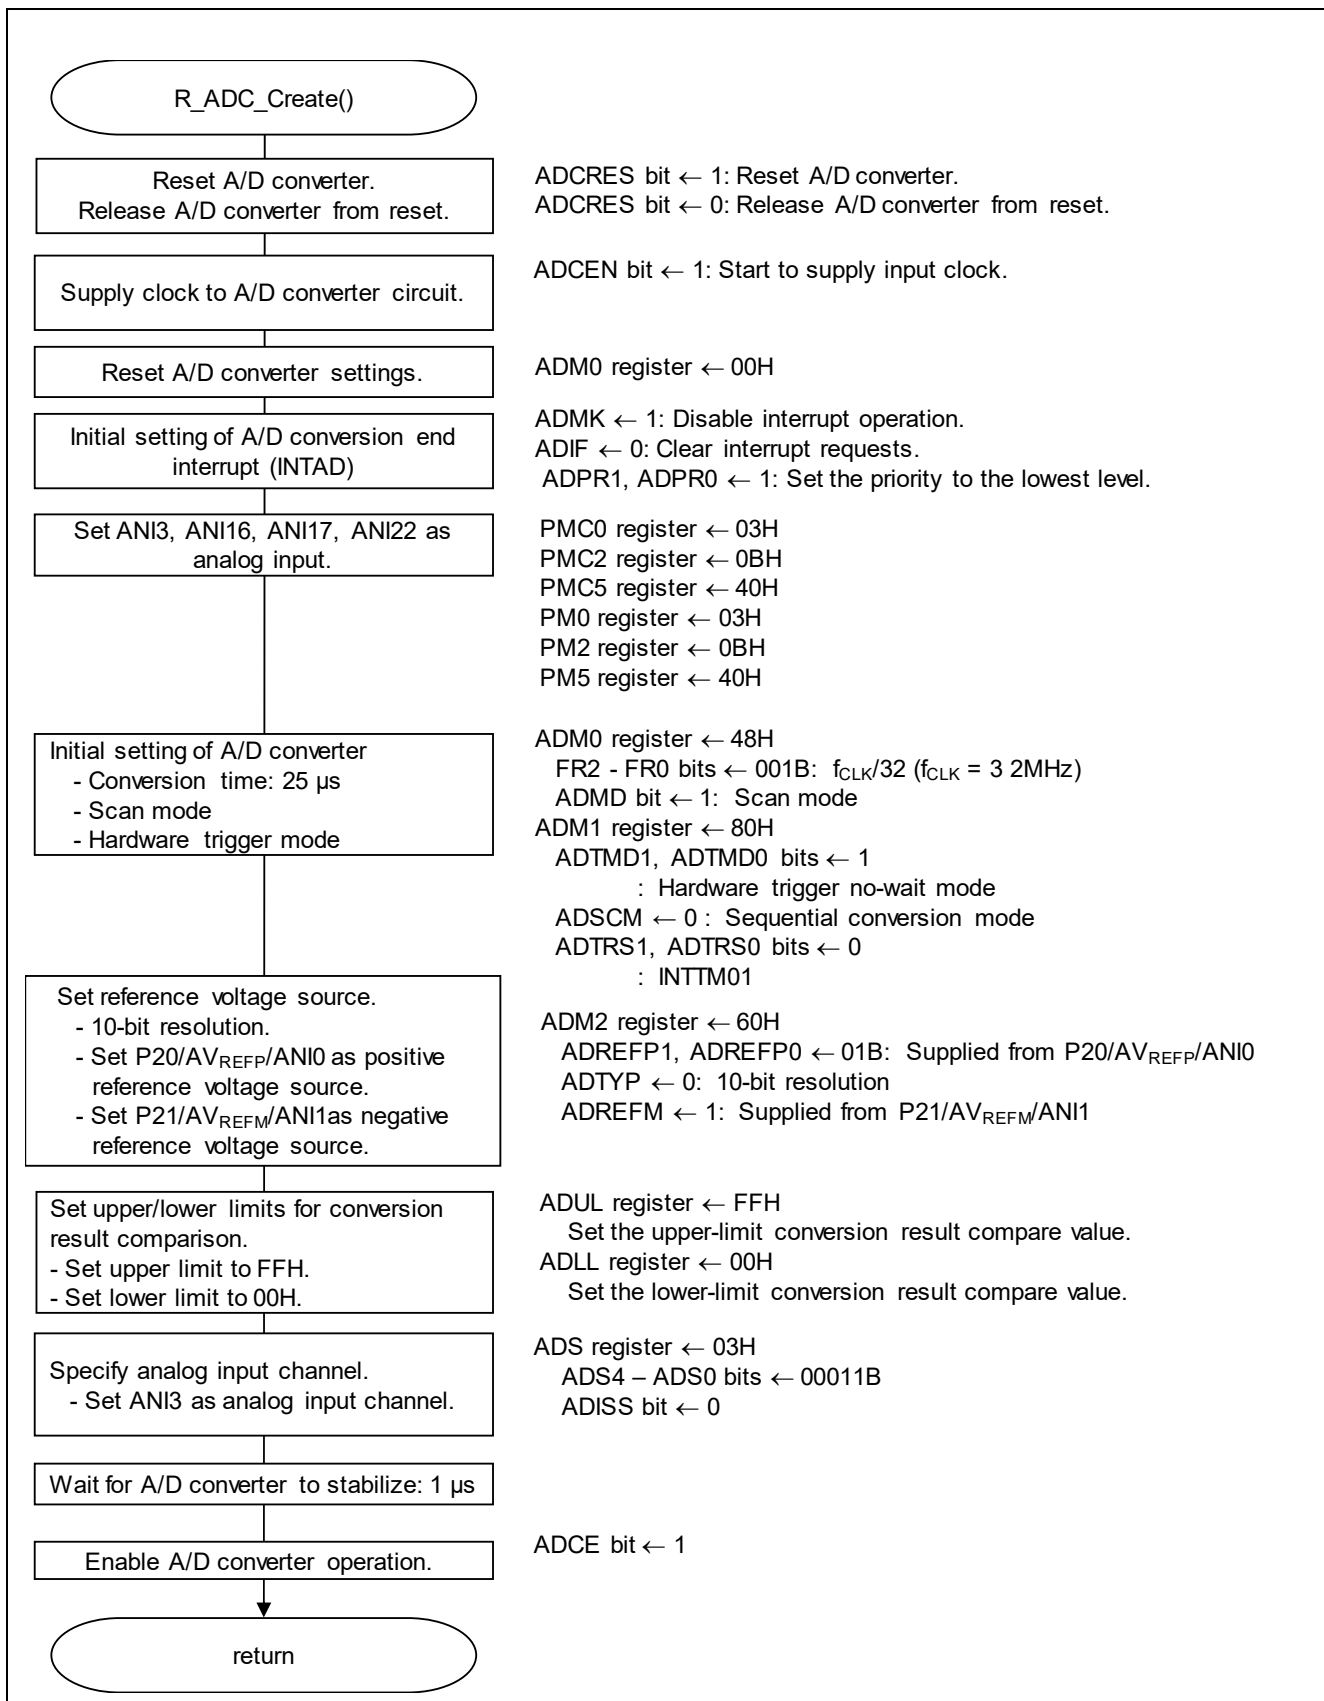 R_ADC_Create()
Reset A/D converter.
Release A/D converter from reset.
ADCRES bit ← 1: Reset A/D converter.
ADCRES bit ← 0: Release A/D converter from reset.
Supply clock to A/D converter circuit.
ADCEN bit ← 1: Start to supply input clock.
Reset A/D converter settings.
ADM0 register ← 00H
Initial setting of A/D conversion end
interrupt (INTAD)
ADMK ← 1: Disable interrupt operation.
ADIF ← 0: Clear interrupt requests.
ADPR1, ADPR0 ← 1: Set the priority to the lowest level.
Set ANI3, ANI16, ANI17, ANI22 as
analog input.
PMC0 register ← 03H
PMC2 register ← 0BH
PMC5 register ← 40H
PM0 register ← 03H
PM2 register ← 0BH
PM5 register ← 40H
Initial setting of A/D converter
- Conversion time: 25 µs
- Scan mode
- Hardware trigger mode
ADM0 register ← 48H
FR2 - FR0 bits ← 001B: fCLK/32 (fCLK = 3 2MHz)
ADMD bit ← 1: Scan mode
ADM1 register ← 80H
ADTMD1, ADTMD0 bits ← 1
: Hardware trigger no-wait mode
ADSCM ← 0 : Sequential conversion mode
ADTRS1, ADTRS0 bits ← 0
: INTTM01
Set reference voltage source.
- 10-bit resolution.
- Set P20/AVREFP/ANI0 as positive
reference voltage source.
- Set P21/AVREFM/ANI1as negative
reference voltage source.
ADM2 register ← 60H
ADREFP1, ADREFP0 ← 01B: Supplied from P20/AVREFP/ANI0
ADTYP ← 0: 10-bit resolution
ADREFM ← 1: Supplied from P21/AVREFM/ANI1
Set upper/lower limits for conversion
result comparison.
- Set upper limit to FFH.
- Set lower limit to 00H.
ADUL register ← FFH
Set the upper-limit conversion result compare value.
ADLL register ← 00H
Set the lower-limit conversion result compare value.
Specify analog input channel.
- Set ANI3 as analog input channel.
ADS register ← 03H
ADS4 – ADS0 bits ← 00011B
ADISS bit ← 0
Wait for A/D converter to stabilize: 1 µs
Enable A/D converter operation.
ADCE bit ← 1
return